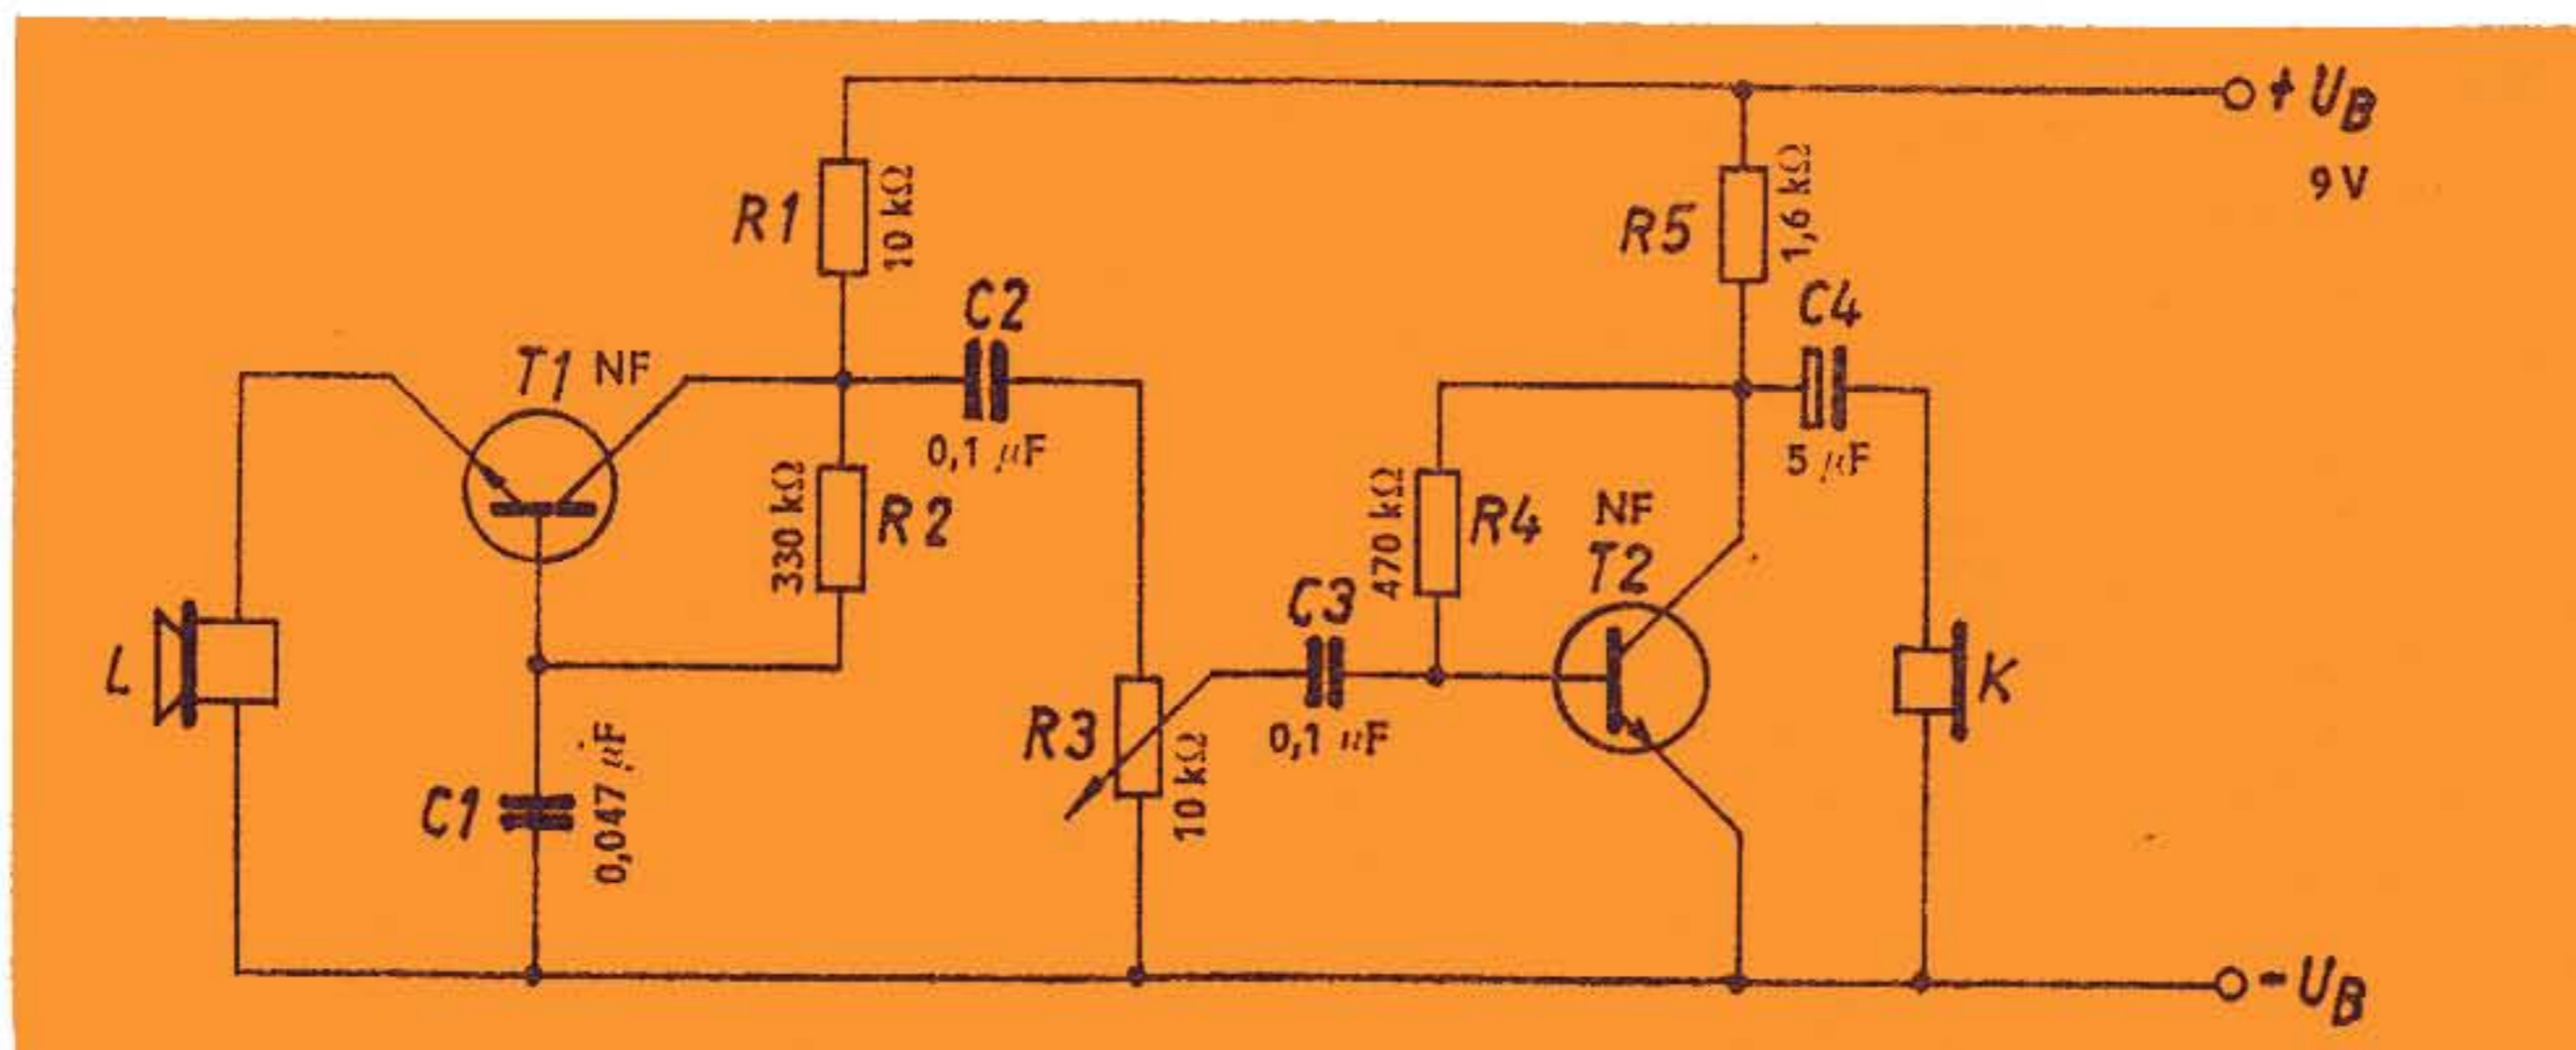 + UB
9 V
R1
10 kΩ
R5
1,6 kΩ
C2
0,1 µF
C4
5 µF
T1 NF
330 kΩ
R2
470 kΩ
R4
NF
T2
C3
0,1 µF
L
R3
10 kΩ
K
C1
0,047 µF
- UB